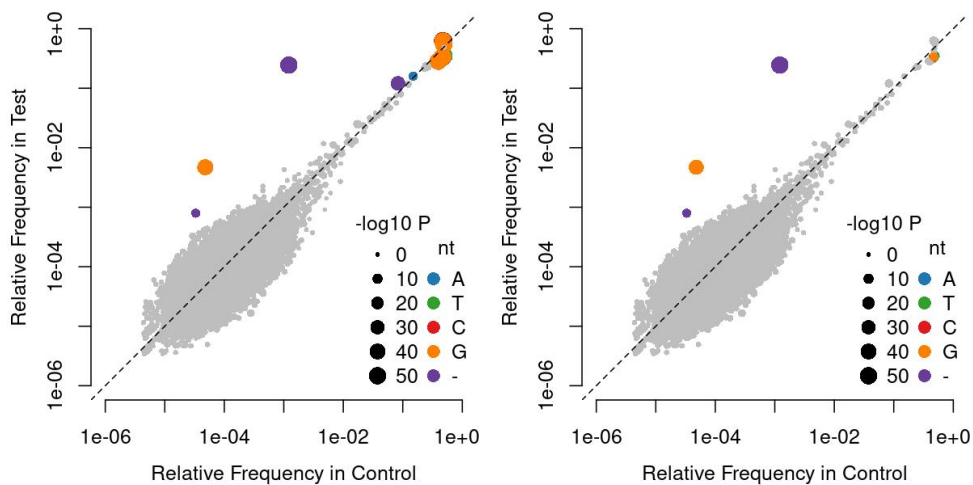 1e+0
1e-02
1e-04
1e-06
Relative Frequency in Test
-log10 P
nt
0
10 A
20 T
30 C
40 G
50 -
1e-06 1e-04 1e-02 1e+0
Relative Frequency in Control
1e+0
1e-02
1e-04
1e-06
Relative Frequency in Test
-log10 P
nt
0
10 A
20 T
30 C
40 G
50 -
1e-06 1e-04 1e-02 1e+0
Relative Frequency in Control